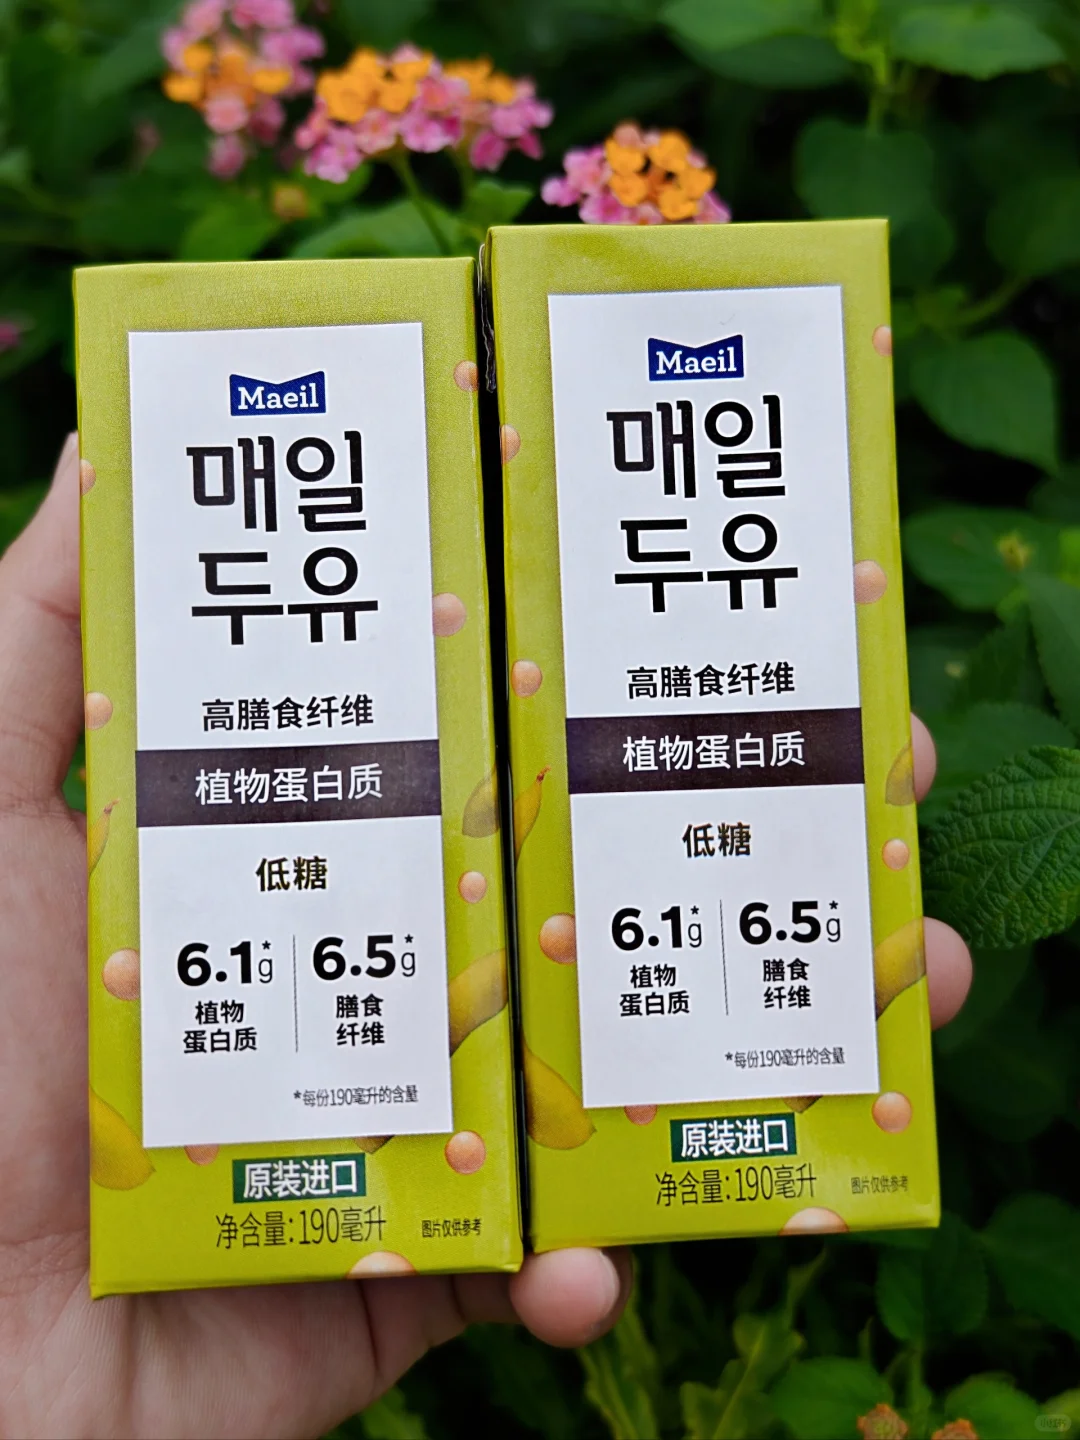 Maeil
매일
두유
高膳食纤维
植物蛋白质
低糖
6.1g*
植物
蛋白质
6.5g*
膳食
纤维
*每份190毫升的含量
原装进口
净含量:190毫升
图片仅供参考
Maeil
매일
두유
高膳食纤维
植物蛋白质
低糖
6.1g*
植物
蛋白质
6.5g*
膳食
纤维
*每份190毫升的含量
原装进口
净含量:190毫升
图片仅供参考
小红书